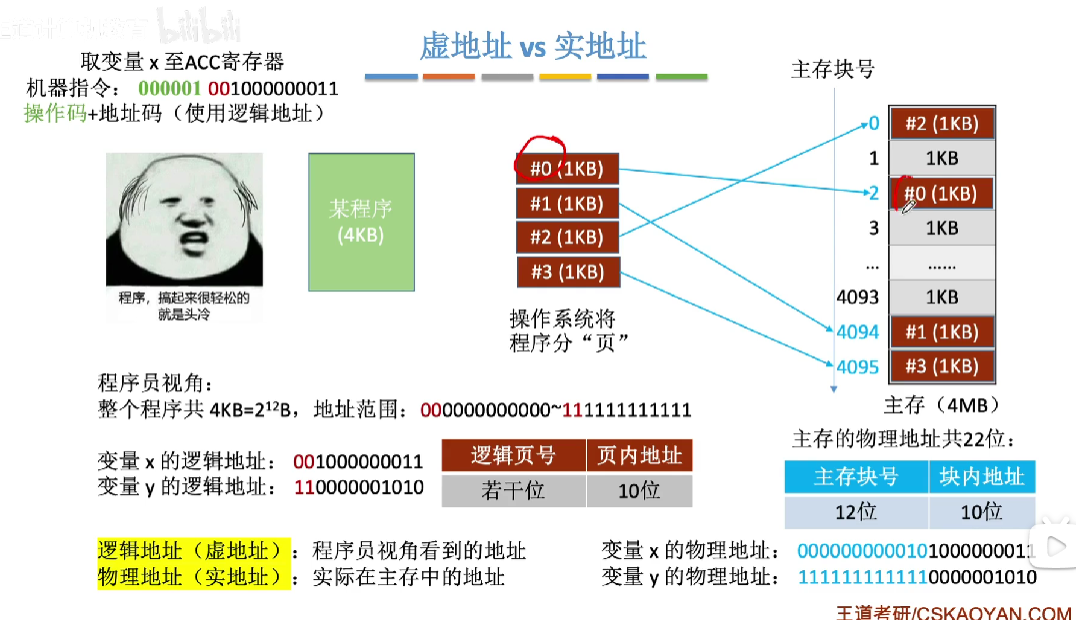 bilibili
虚地址 vs 实地址
取变量 x 至ACC寄存器
机器指令： 000001 001000000011
操作码+地址码（使用逻辑地址）
程序，搞起来很轻松的
就是头冷
某程序
(4KB)
#0 (1KB)
#1 (1KB)
#2 (1KB)
#3 (1KB)
操作系统将
程序分“页”
主存块号
0 #2 (1KB)
1 1KB
2 #0 (1KB)
3 1KB
... ......
4093 1KB
4094 #1 (1KB)
4095 #3 (1KB)
主存（4MB）
程序员视角：
整个程序共 4KB=2¹²B，地址范围：000000000000~111111111111
变量 x 的逻辑地址： 001000000011
变量 y 的逻辑地址： 110000001010
逻辑页号 页内地址
若干位 10位
主存的物理地址共22位：
主存块号 块内地址
12位 10位
逻辑地址（虚地址）：程序员视角看到的地址
物理地址（实地址）：实际在主存中的地址
变量 x 的物理地址： 0000000000101000000011
变量 y 的物理地址： 1111111111110000001010
王道考研/CSKAOYAN.COM